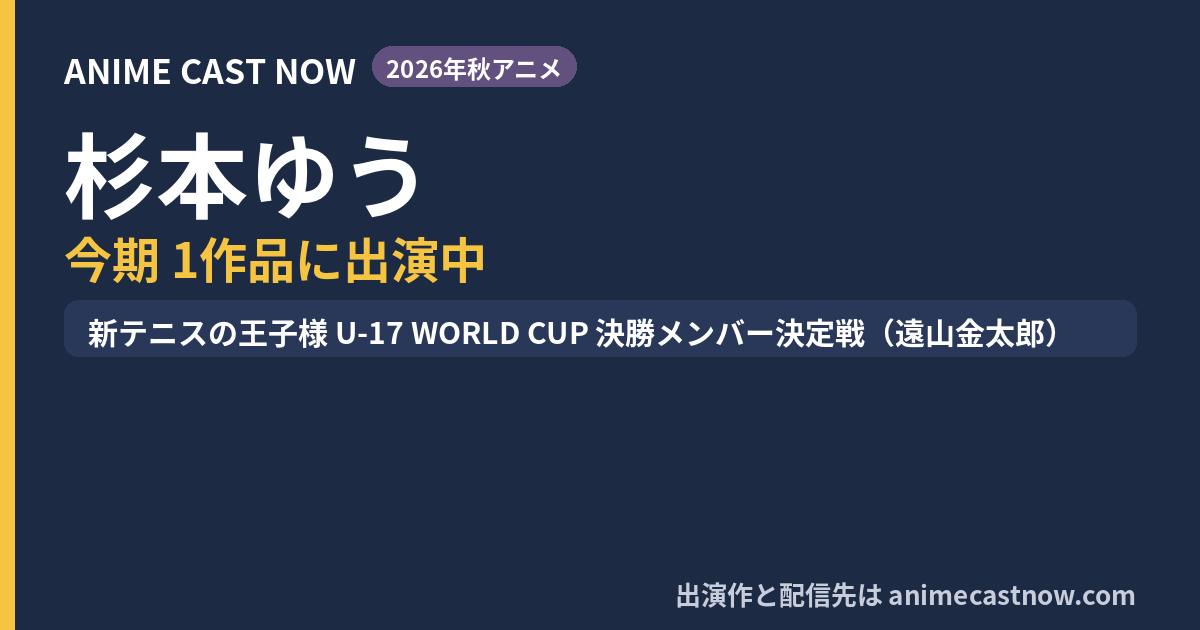 ANIME CAST NOW 2026年秋アニメ
杉本ゆう
今期 1作品に出演中
新テニスの王子様 U-17 WORLD CUP 決勝メンバー決定戦（遠山金太郎）
出演作と配信先は animecastnow.com